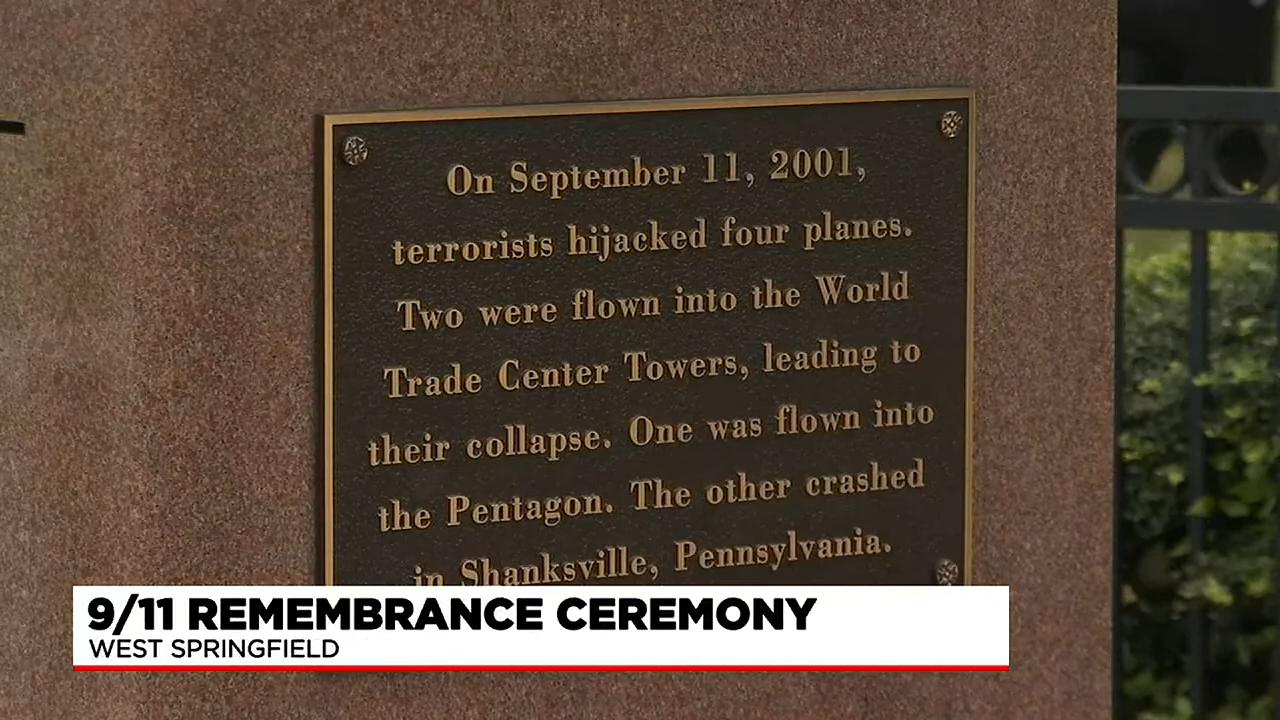 On September 11, 2001,
terrorists hijacked four planes.
Two were flown into the World
Trade Center Towers, leading to
their collapse. One was flown into
the Pentagon. The other crashed
in Shanksville, Pennsylvania.
9/11 REMEMBRANCE CEREMONY
WEST SPRINGFIELD